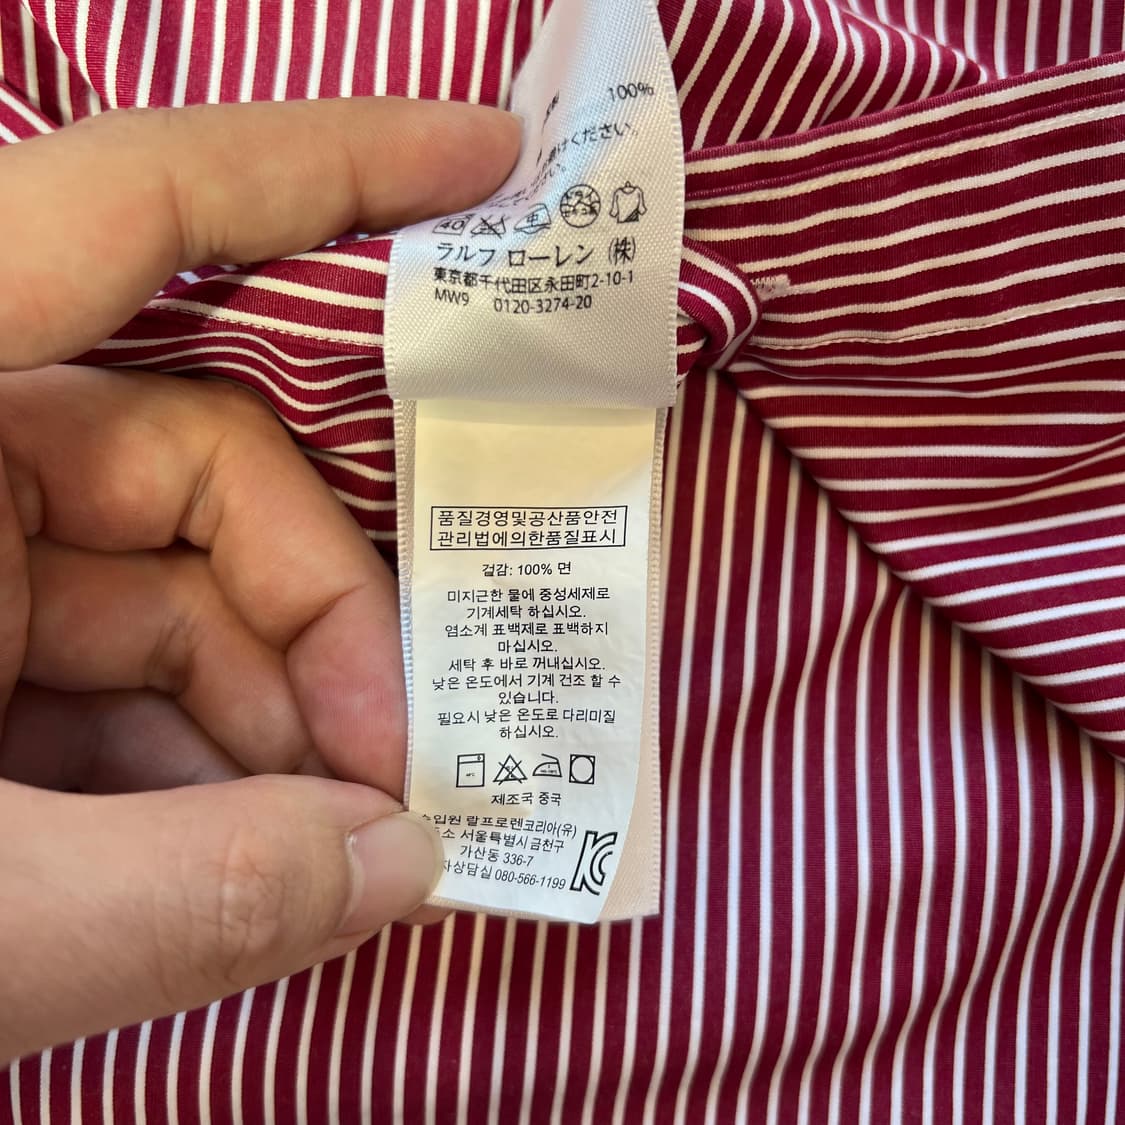 100%
けください。
40
ラルフ ローレン (株)
東京都千代田区永田町2-10-1
MW9 0120-3274-20
품질경영및공산품안전
관리법에의한품질표시
겉감: 100% 면
미지근한 물에 중성세제로
기계세탁 하십시오.
염소계 표백제로 표백하지
마십시오.
세탁 후 바로 꺼내십시오.
낮은 온도에서 기계 건조 할 수
있습니다.
필요시 낮은 온도로 다리미질
하십시오.
제조국 중국
입원 랄프로렌코리아(유)
소 서울특별시 금천구
가산동 336-7
자상담실 080-566-1199